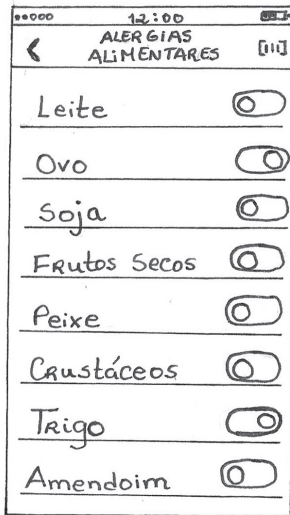 12:00
ALERGIAS
ALIMENTARES
Leite
Ovo
Soja
Frutos Secos
Peixe
Crustáceos
Trigo
Amendoim